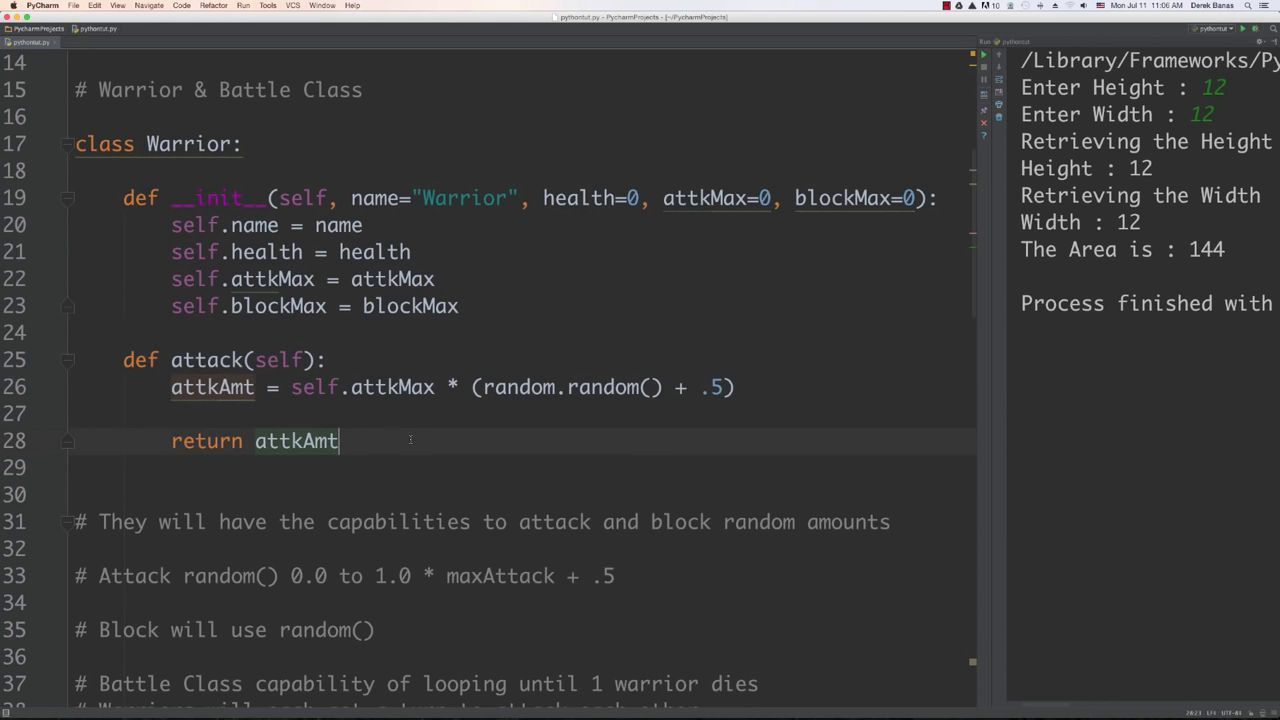 PyCharm File Edit View Navigate Code Refactor Run Tools VCS Window Help
10 Mon Jul 11 11:06 AM Derek Banas
pythontut.py - PycharmProjects - [~/PycharmProjects]
PycharmProjects pythontut.py
pythontut
pythontut.py
Run pythontut
14
15 # Warrior & Battle Class
16
17 class Warrior:
18
19 def __init__(self, name="Warrior", health=0, attkMax=0, blockMax=0):
20 self.name = name
21 self.health = health
22 self.attkMax = attkMax
23 self.blockMax = blockMax
24
25 def attack(self):
26 attkAmt = self.attkMax * (random.random() + .5)
27
28 return attkAmt
29
30
31 # They will have the capabilities to attack and block random amounts
32
33 # Attack random() 0.0 to 1.0 * maxAttack + .5
34
35 # Block will use random()
36
37 # Battle Class capability of looping until 1 warrior dies
/Library/Frameworks/Py
Enter Height : 12
Enter Width : 12
Retrieving the Height
Height : 12
Retrieving the Width
Width : 12
The Area is : 144
Process finished with
28:23 LF UTF-8